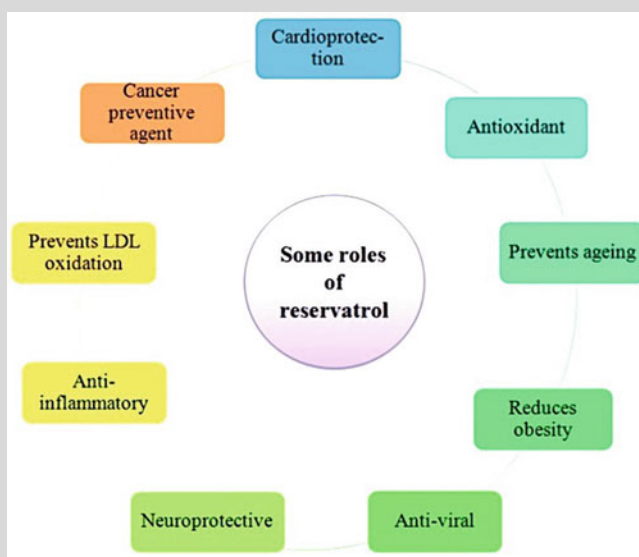 Cardioprotec-
tion
Antioxidant
Prevents ageing
Reduces
obesity
Anti-viral
Neuroprotective
Anti-
inflammatory
Prevents LDL
oxidation
Cancer
preventive
agent
Some roles
of
reservatrol